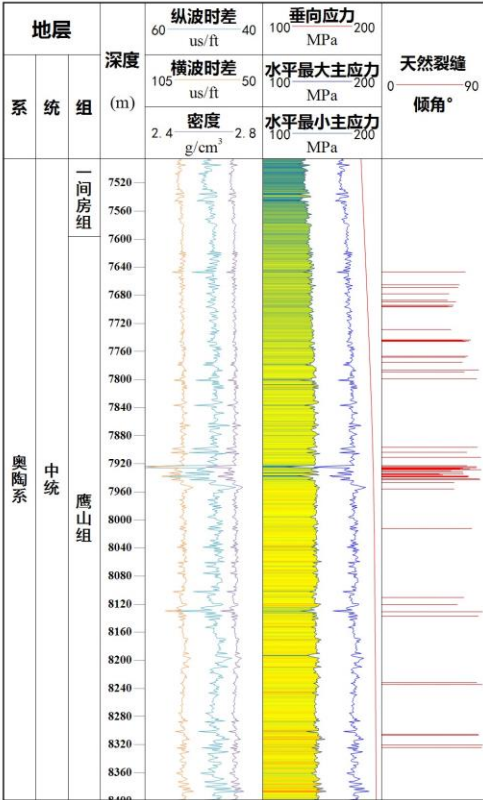 地层
系
统
组
深度
(m)
60 纵波时差 40
us/ft
105 横波时差 50
us/ft
密度
2.4 2.8
g/cm³
垂向应力
100 200
MPa
水平最大主应力
100 200
MPa
水平最小主应力
100 200
MPa
天然裂缝
0 90
倾角°
奥陶系
中统
一间房组
鹰山组
7520
7560
7600
7640
7680
7720
7760
7800
7840
7880
7920
7960
8000
8040
8080
8120
8160
8200
8240
8280
8320
8360
8400